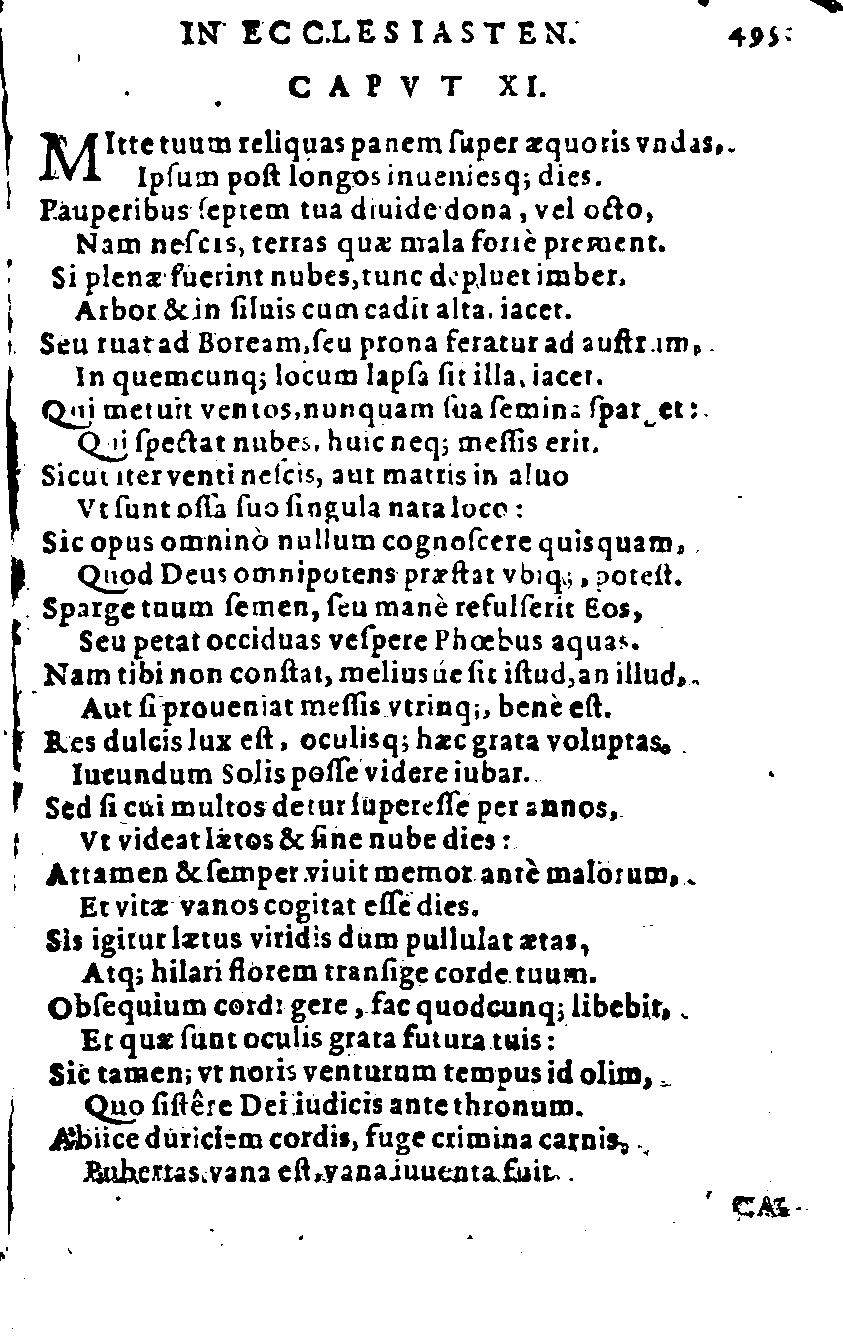 IN ECCLESIASTEN. 495
CAPVT XI.
MItte tuum reliquas panem ſuper æquoris vndas,
Ipſum poſt longos inueniesq; dies.
Pauperibus ſeptem tua diuide dona, vel octo,
Nam neſcis, terras quæ mala fortè prement.
Si plenæ fuerint nubes, tunc depluet imber.
Arbor & in ſiluis cum cadit alta, iacet.
Seu ruat ad Boream, ſeu prona feratur ad auſtrum,
In quemcunq; locum lapſa ſit illa, iacet.
Qui metuit ventos, nunquam ſua ſemina ſparget:
Qui ſpectat nubes, huic neq; meſſis erit.
Sicut iter venti neſcis, aut matris in aluo
Vt ſunt oſſa ſuo ſingula nata loco:
Sic opus omninò nullum cognoſcere quisquam,
Quod Deus omnipotens præſtat vbiq;, poteſt.
Sparge tuum ſemen, ſeu manè refulſerit Eos,
Seu petat occiduas veſpere Phœbus aquas.
Nam tibi non conſtat, melius úe ſit iſtud, an illud,
Aut ſi proueniat meſſis vtrinq;, benè eſt.
Res dulcis lux eſt, oculisq; hæc grata voluptas,
Iucundum Solis poſſe videre iubar.
Sed ſi cui multos detur ſupereſſe per annos,
Vt videat lætos & ſine nube dies:
Attamen & ſemper viuit memor antè malorum,
Et vitæ vanos cogitat eſſe dies.
Sis igitur lætus viridis dum pullulat ætas,
Atq; hilari florem tranſige corde tuum.
Obſequium cordi gere, fac quodcunq; libebit,
Et quæ ſunt oculis grata futura tuis:
Sic tamen; vt noris venturum tempus id olim,
Quo ſiſtêre Dei iudicis ante thronum.
Abiice duriciem cordis, fuge crimina carnis,
Pubertas vana eſt, vana iuuenta fuit.